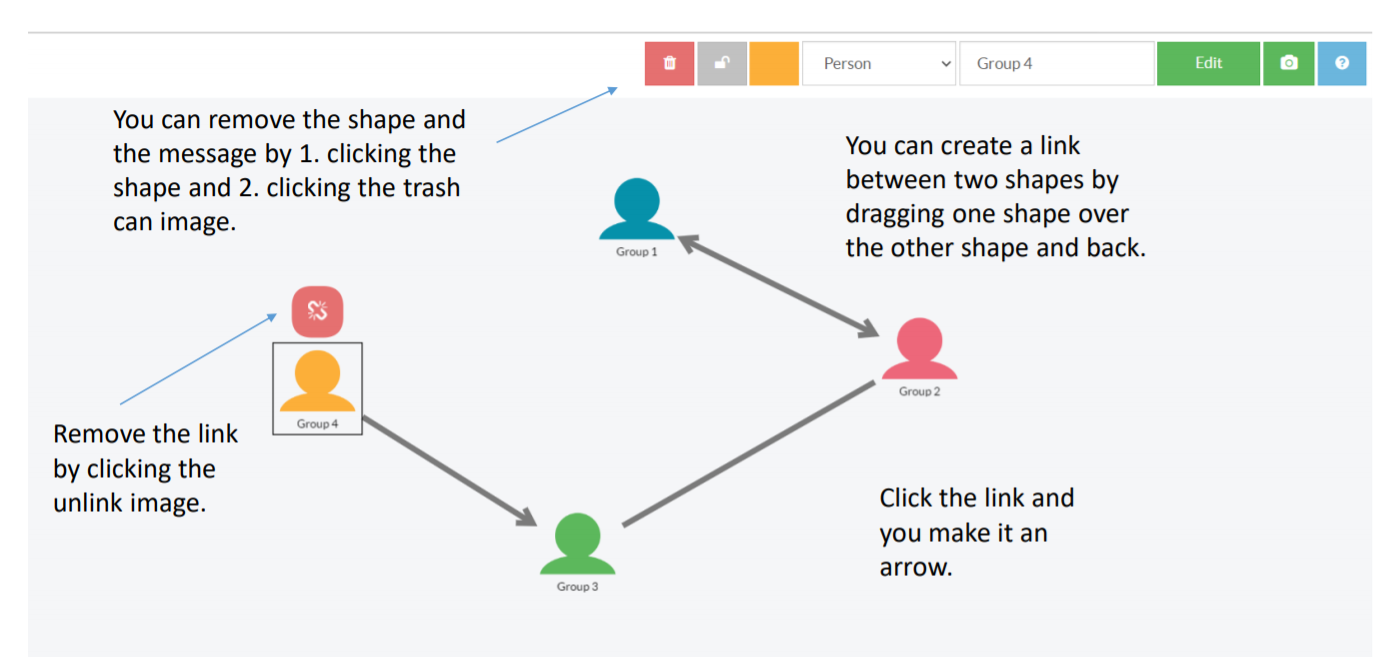 Person
Group 4
Edit
You can remove the shape and
the message by 1. clicking the
shape and 2. clicking the trash
can image.
You can create a link
between two shapes by
dragging one shape over
the other shape and back.
Group 1
Group 2
Group 4
Remove the link
by clicking the
unlink image.
Click the link and
you make it an
arrow.
Group 3